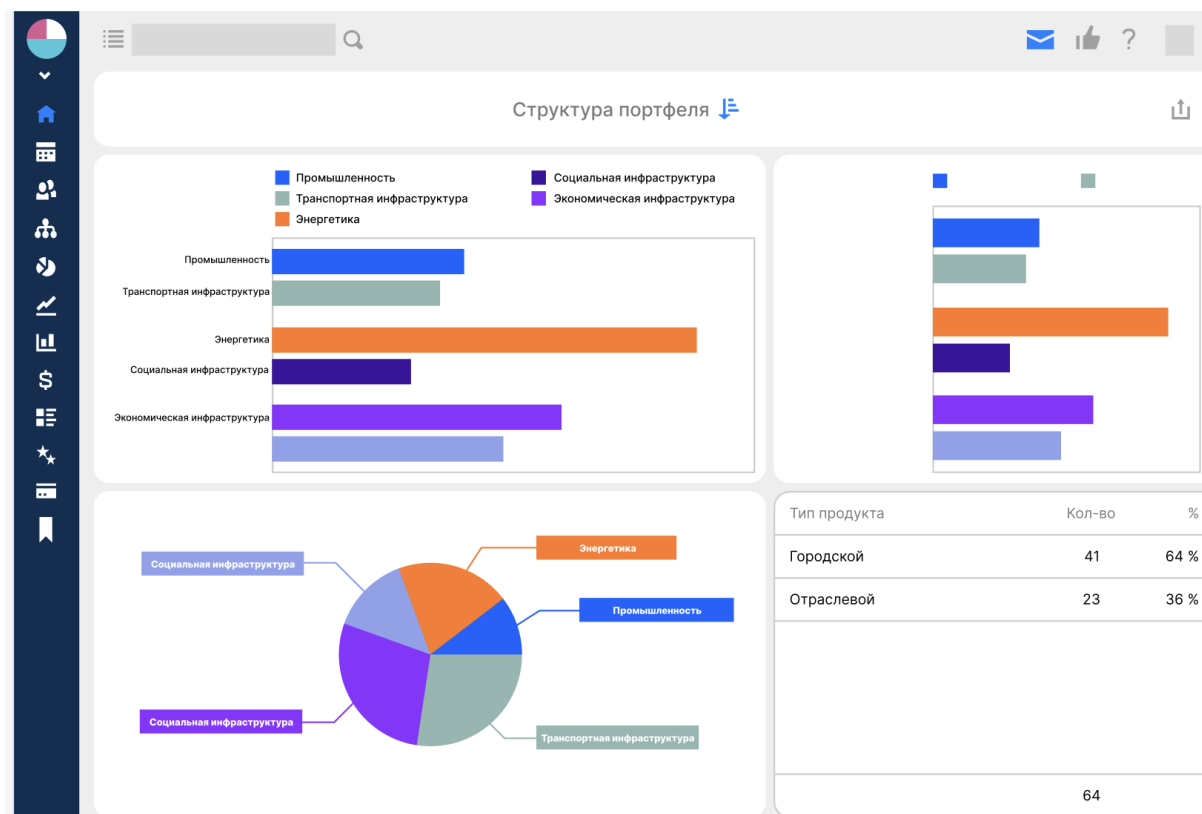 ?
Структура портфеля
Промышленность
Транспортная инфраструктура
Энергетика
Социальная инфраструктура
Экономическая инфраструктура
Промышленность
Транспортная инфраструктура
Энергетика
Социальная инфраструктура
Экономическая инфраструктура
Энергетика
Социальная инфраструктура
Промышленность
Социальная инфраструктура
Транспортная инфраструктура
Тип продукта Кол-во %
Городской 41 64 %
Отраслевой 23 36 %
64